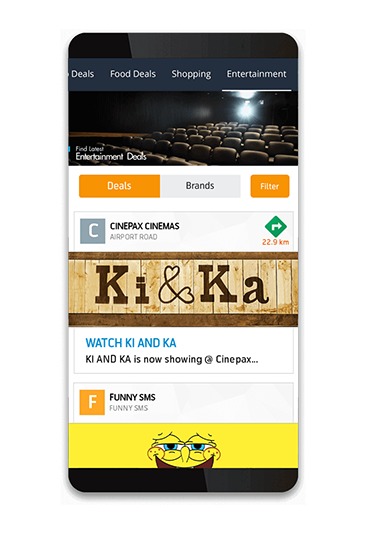 Deals
Food Deals
Shopping
Entertainment
Find Latest
Entertainment Deals
Deals
Brands
Filter
C
CINEPAX CINEMAS
AIRPORT ROAD
22.9 km
Ki&Ka
WATCH KI AND KA
KI AND KA is now showing @ Cinepax...
F
FUNNY SMS
FUNNY SMS